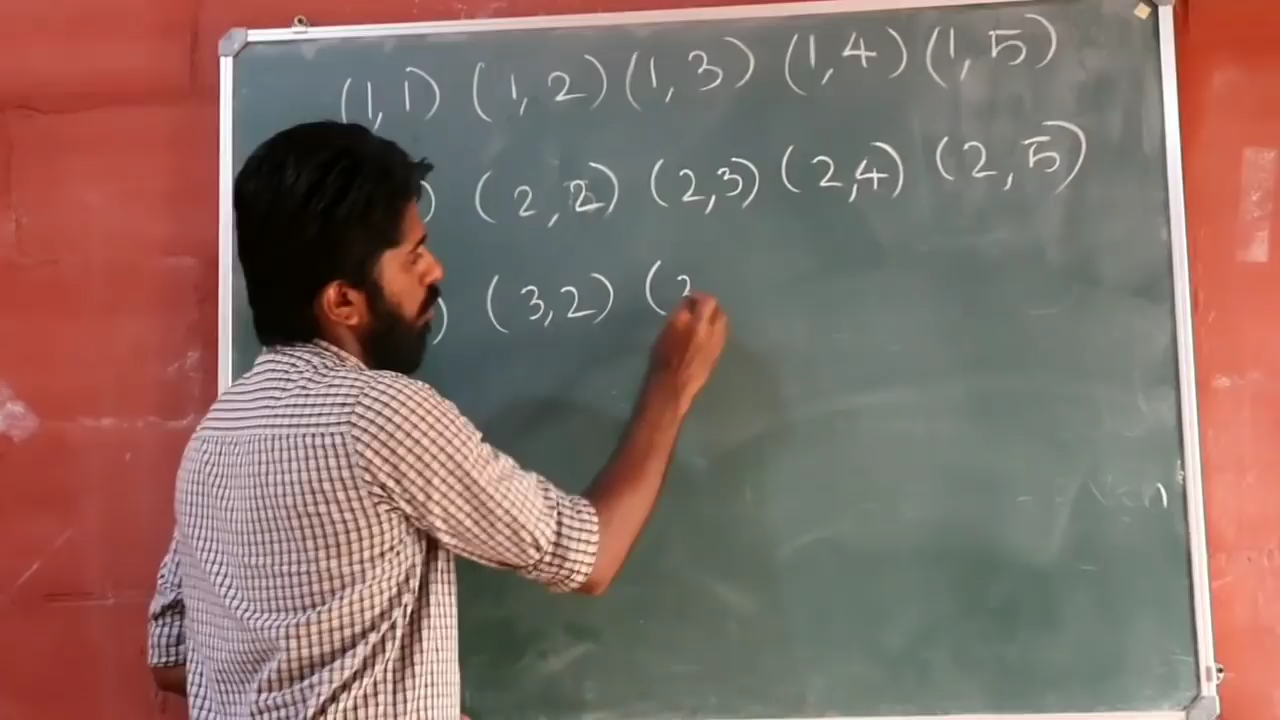 (1,1) (1,2) (1,3) (1,4) (1,5)
) (2,2) (2,3) (2,4) (2,5)
) (3,2) (3